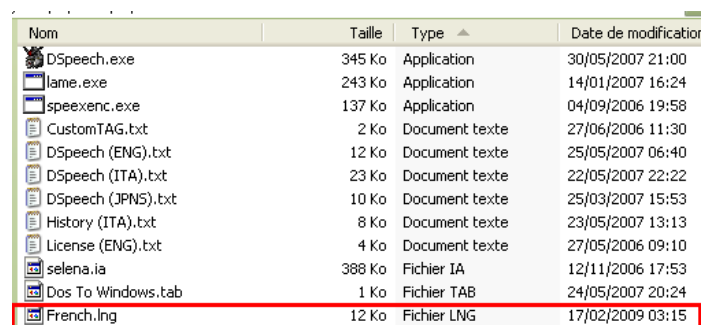 Nom Taille Type Date de modification
DSpeech.exe 345 Ko Application 30/05/2007 21:00
lame.exe 243 Ko Application 14/01/2007 16:24
speexenc.exe 137 Ko Application 04/09/2006 19:58
CustomTAG.txt 2 Ko Document texte 27/06/2006 11:30
DSpeech (ENG).txt 12 Ko Document texte 25/05/2007 06:40
DSpeech (ITA).txt 23 Ko Document texte 22/05/2007 22:22
DSpeech (JPNS).txt 10 Ko Document texte 25/03/2007 15:53
History (ITA).txt 8 Ko Document texte 23/05/2007 13:13
License (ENG).txt 4 Ko Document texte 27/05/2006 09:10
selena.ia 388 Ko Fichier IA 12/11/2006 17:53
Dos To Windows.tab 1 Ko Fichier TAB 24/05/2007 20:24
French.lng 12 Ko Fichier LNG 17/02/2009 03:15